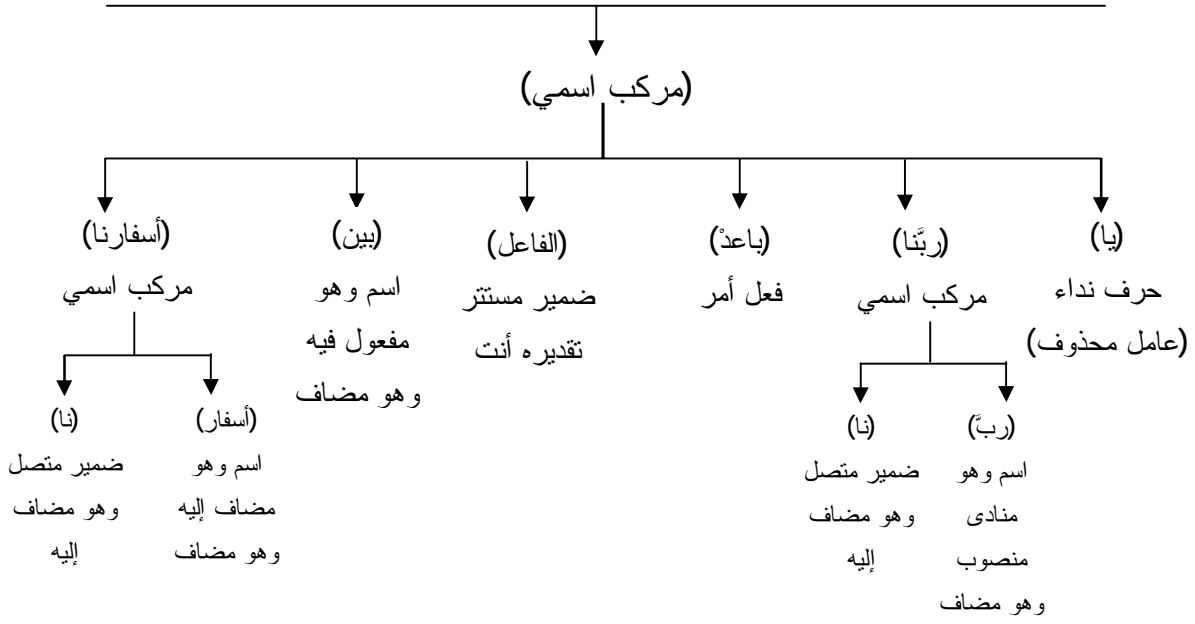 (مركب اسمي)
(يا)
حرف نداء
(عامل محذوف)
(ربَّنا)
مركب اسمي
(ربَّ)
اسم وهو
منادى
منصوب
وهو مضاف
(نا)
ضمير متصل
وهو مضاف
إليه
(باعدْ)
فعل أمر
(الفاعل)
ضمير مستتر
تقديره أنت
(بين)
اسم وهو
مفعول فيه
وهو مضاف
(أسفارنا)
مركب اسمي
(أسفار)
اسم وهو
مضاف إليه
وهو مضاف
(نا)
ضمير متصل
وهو مضاف
إليه